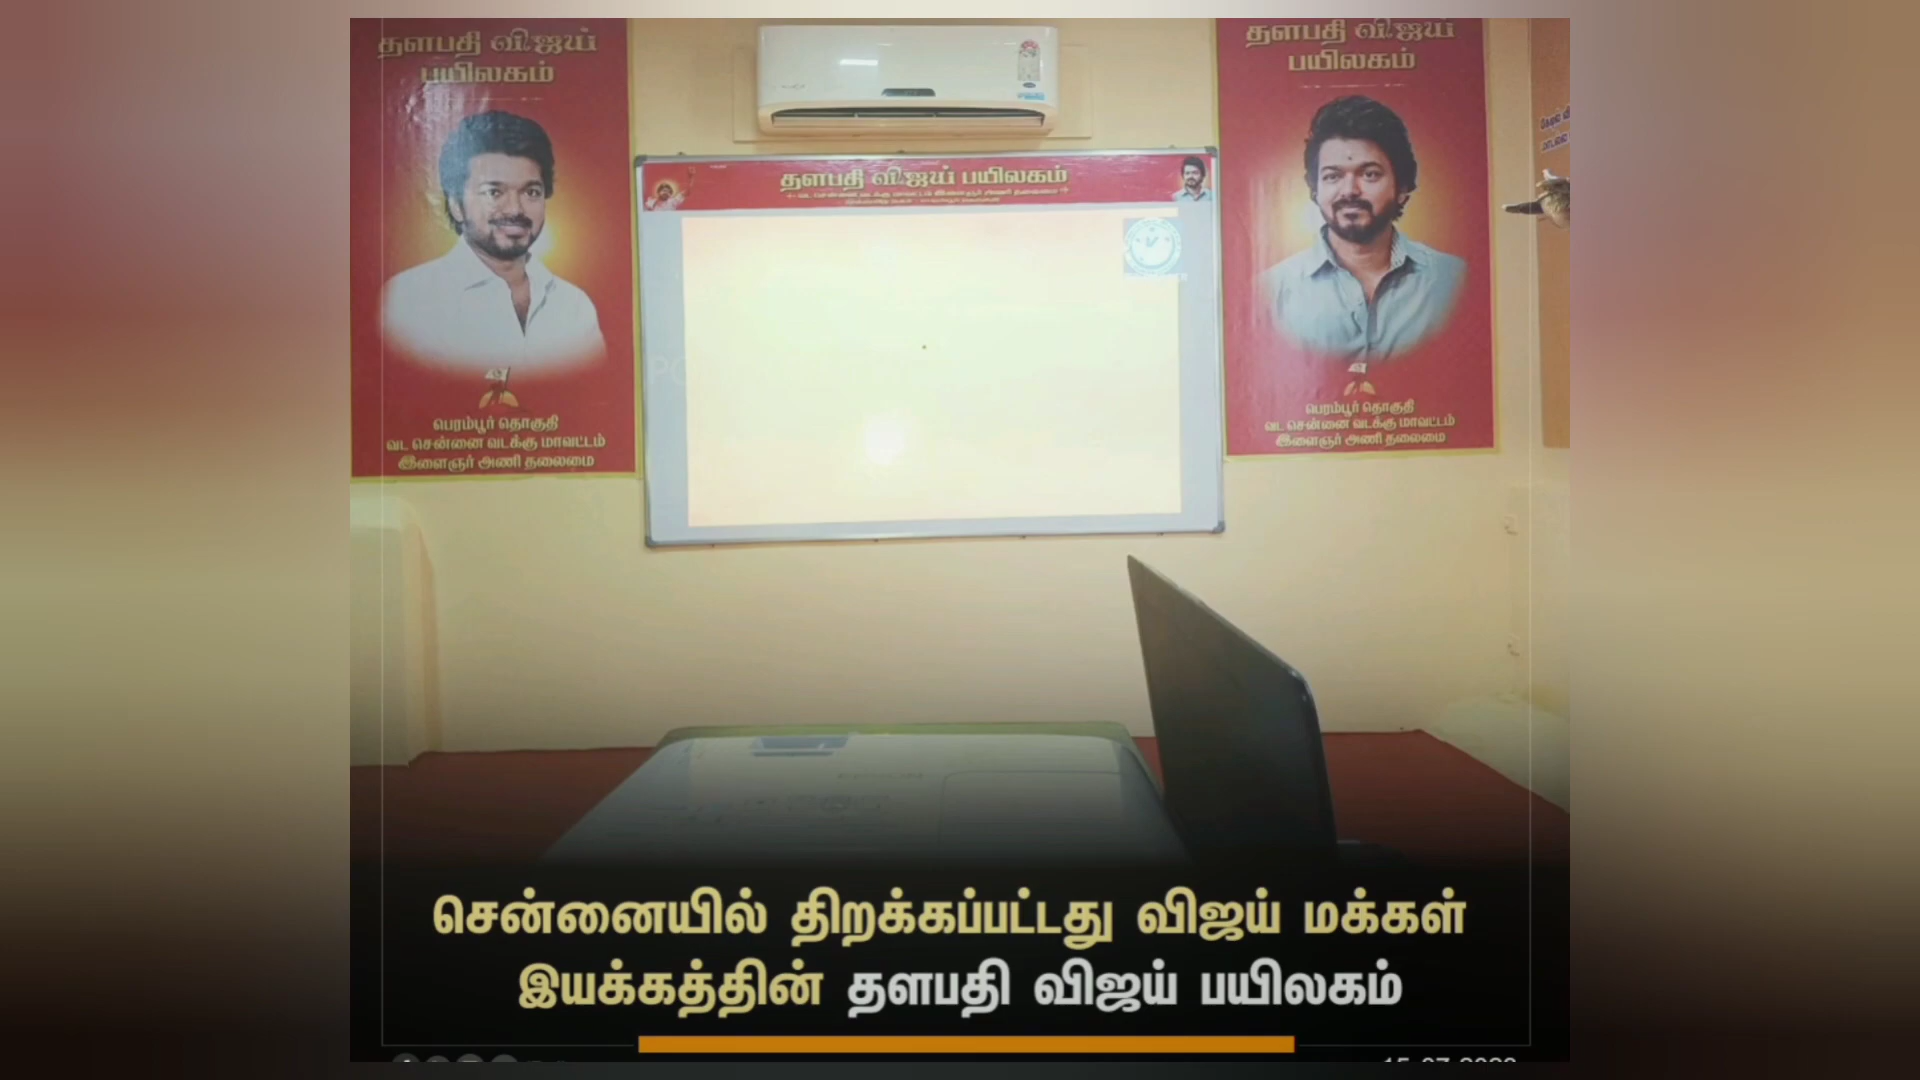 தளபதி விஜய்
பயிலகம்
பெரம்பூர் தொகுதி
வட சென்னை வடக்கு மாவட்டம்
இளைஞர் அணி தலைமை
தளபதி விஜய் பயிலகம்
தளபதி விஜய்
பயிலகம்
பெரம்பூர் தொகுதி
வட சென்னை வடக்கு மாவட்டம்
இளைஞர் அணி தலைமை
சென்னையில் திறக்கப்பட்டது விஜய் மக்கள்
இயக்கத்தின் தளபதி விஜய் பயிலகம்